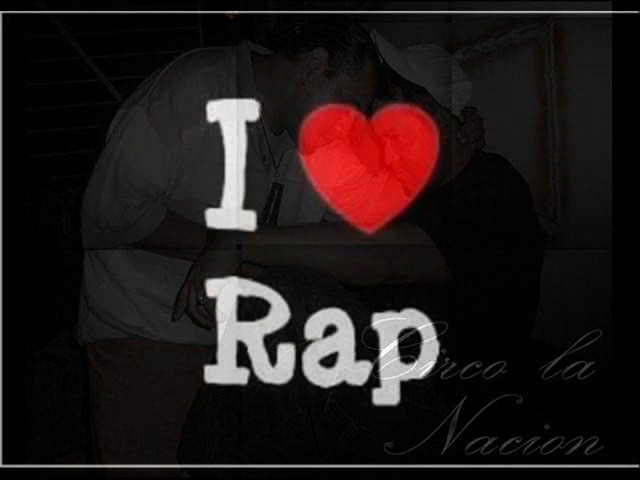 I ❤
Rap
Circo la
Nacion